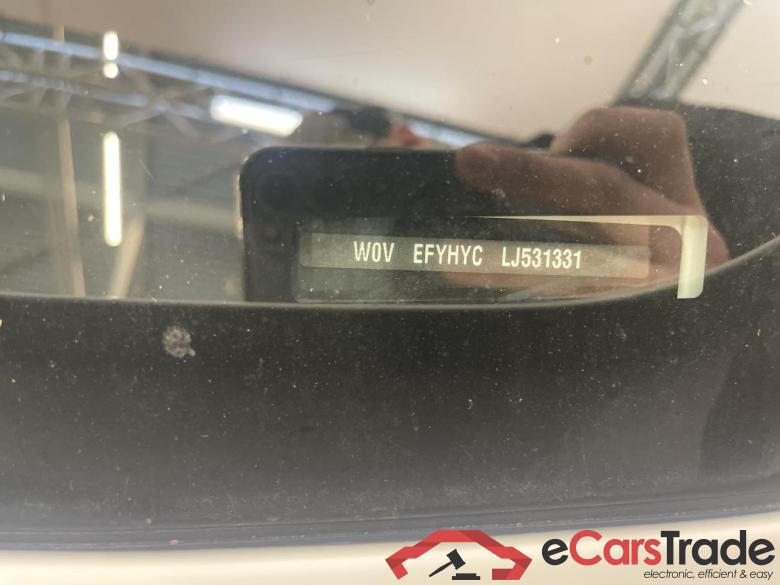 W0V EFYHYC LJ531331
eCarsTrade
electronic, efficient & easy